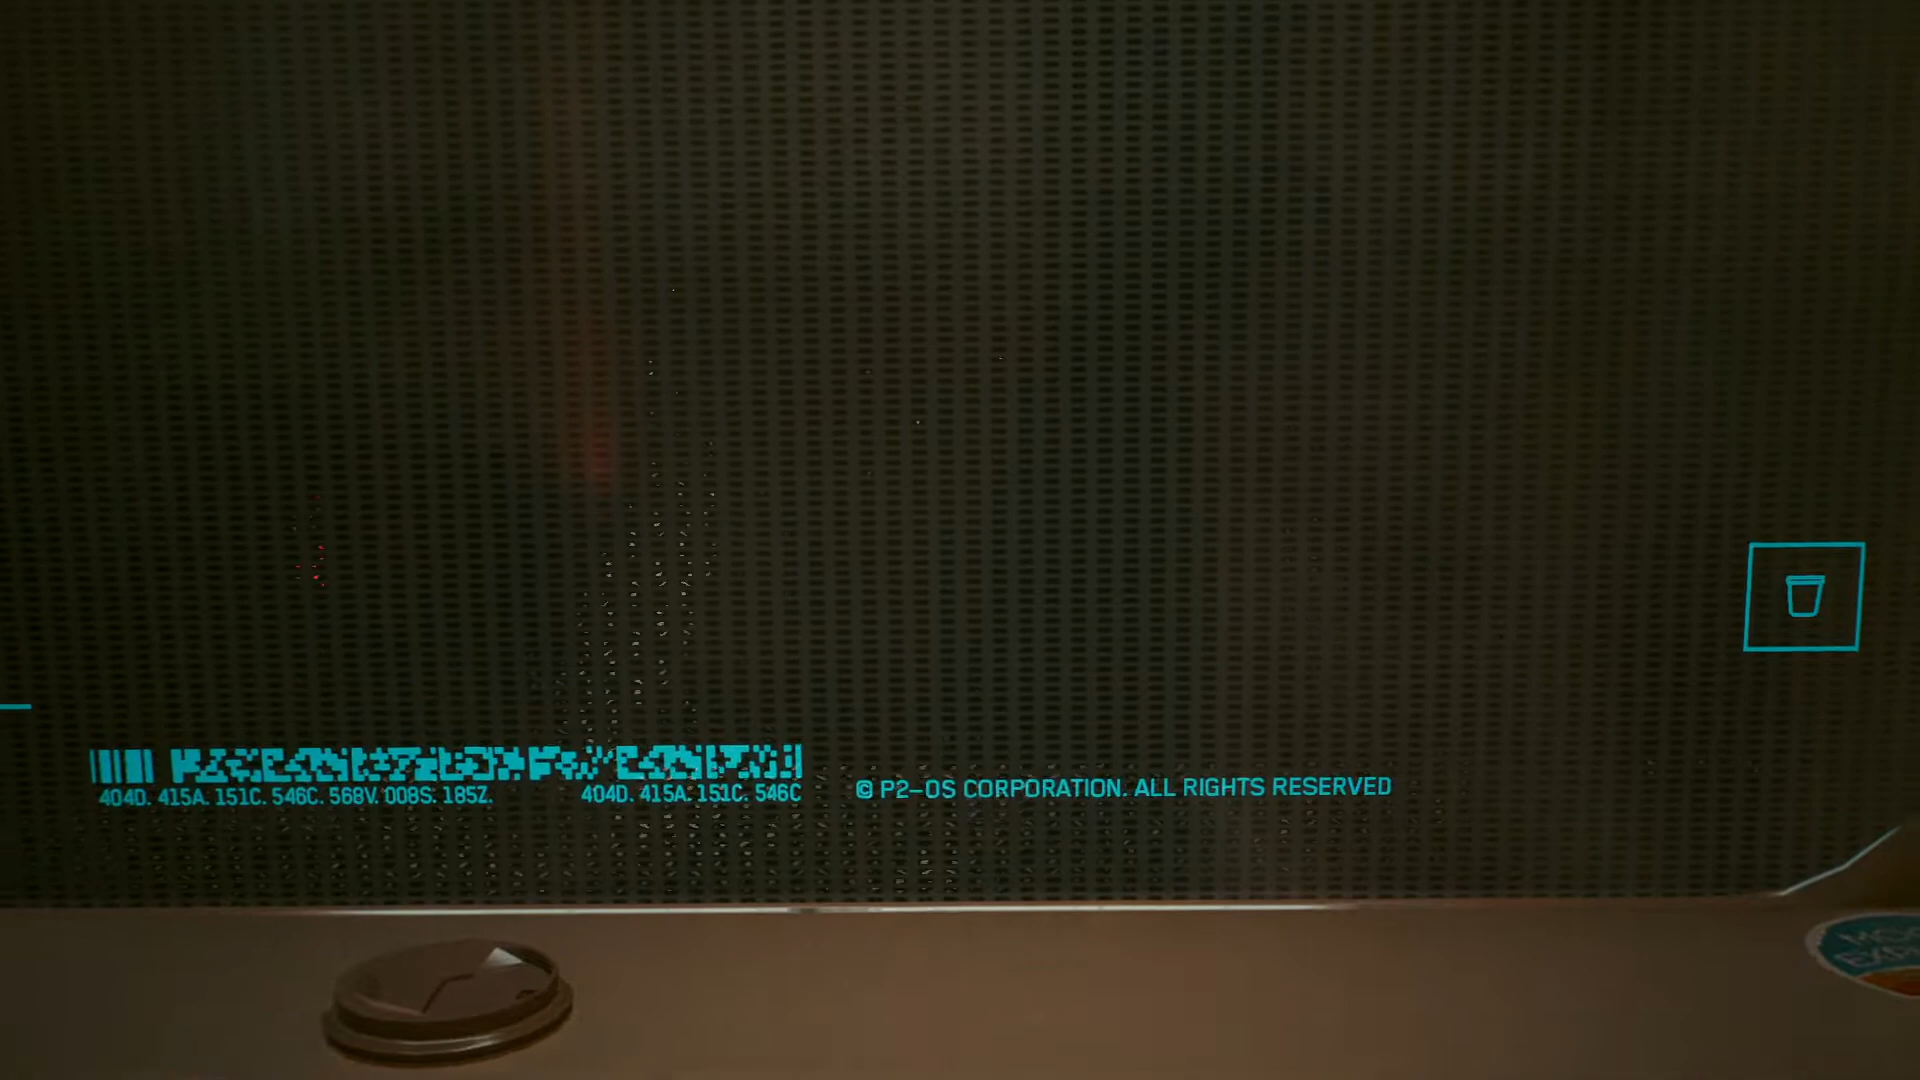 404D. 415A. 151C. 546C. 568V. 008S. 185Z.
404D. 415A. 151C. 546C
© P2-OS CORPORATION. ALL RIGHTS RESERVED